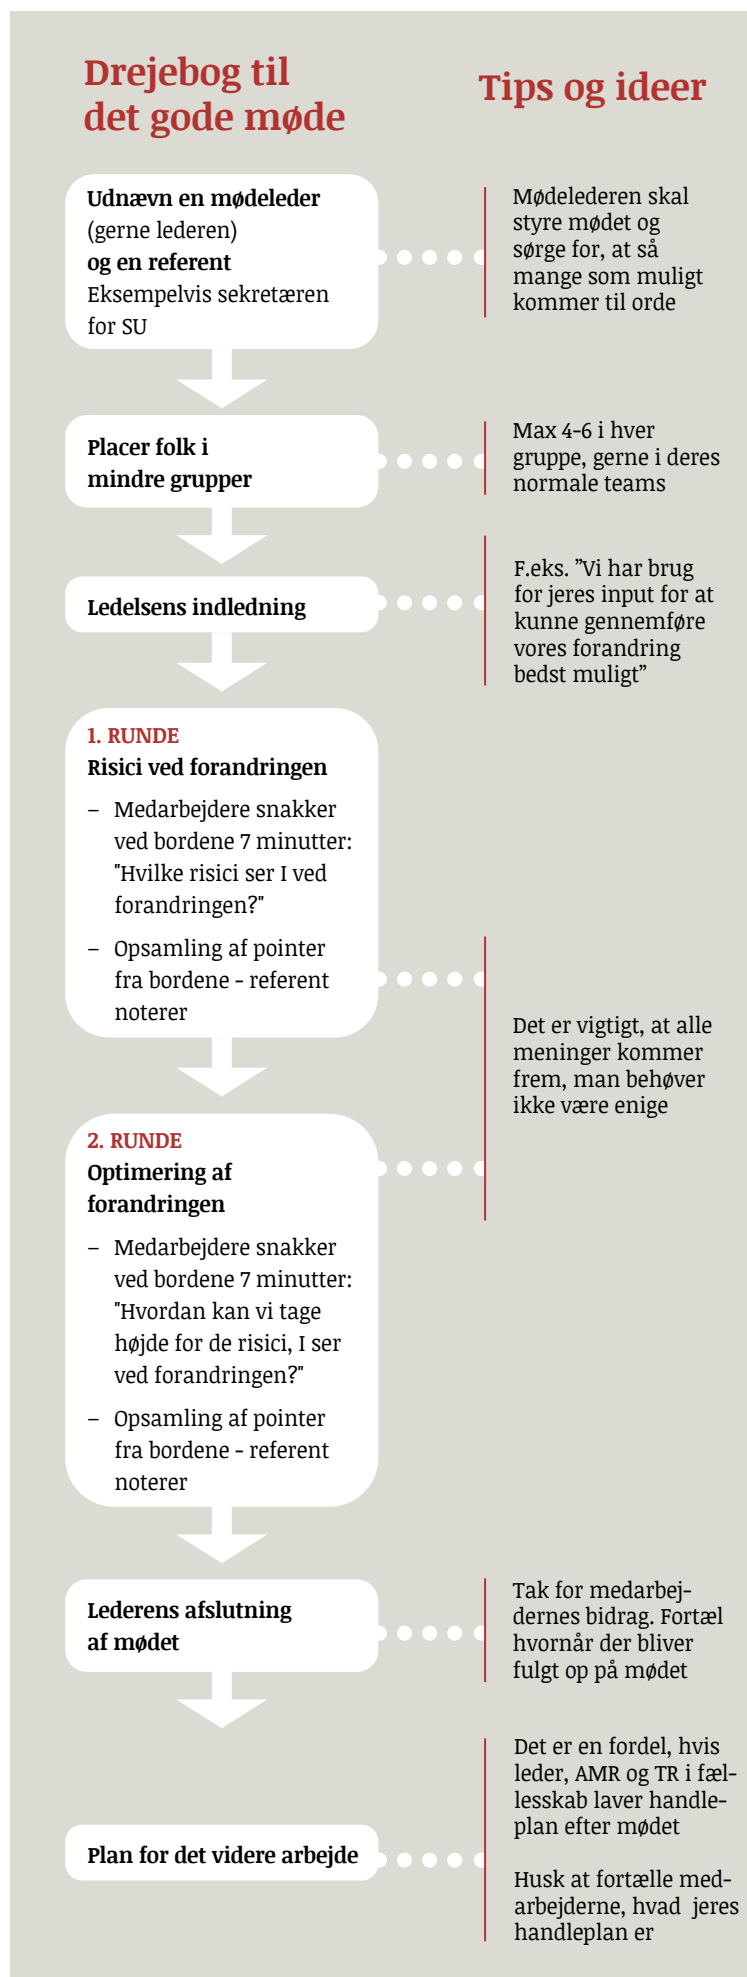 Drejebog til
det gode møde
Tips og ideer
Udnævn en mødeleder
(gerne lederen)
og en referent
Eksempelvis sekretæren
for SU
Mødelederen skal
styre mødet og
sørge for, at så
mange som muligt
kommer til orde
Placer folk i
mindre grupper
Max 4-6 i hver
gruppe, gerne i deres
normale teams
Ledelsens indledning
F.eks. ”Vi har brug
for jeres input for at
kunne gennemføre
vores forandring
bedst muligt”
1. RUNDE
Risici ved forandringen
– Medarbejdere snakker
ved bordene 7 minutter:
"Hvilke risici ser I ved
forandringen?"
– Opsamling af pointer
fra bordene - referent
noterer
Det er vigtigt, at alle
meninger kommer
frem, man behøver
ikke være enige
2. RUNDE
Optimering af
forandringen
– Medarbejdere snakker
ved bordene 7 minutter:
"Hvordan kan vi tage
højde for de risici, I ser
ved forandringen?"
– Opsamling af pointer
fra bordene - referent
noterer
Lederens afslutning
af mødet
Tak for medarbej-
dernes bidrag. Fortæl
hvornår der bliver
fulgt op på mødet
Plan for det videre arbejde
Det er en fordel, hvis
leder, AMR og TR i fæl-
lesskab laver handle-
plan efter mødet
Husk at fortælle med-
arbejderne, hvad jeres
handleplan er